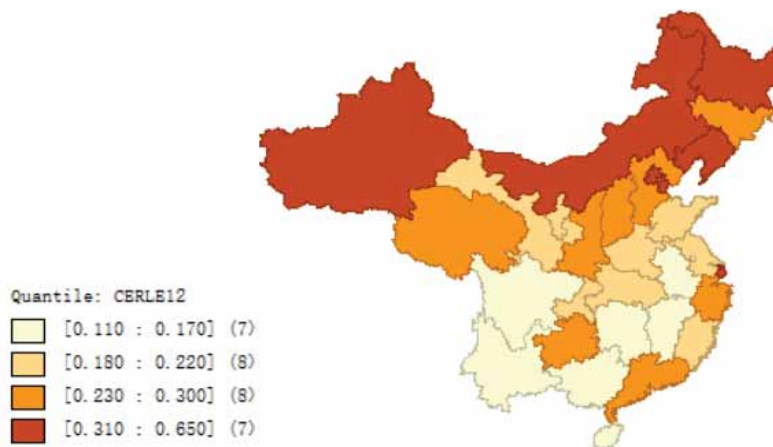 Quantile: CERLE12
[0.110 : 0.170] (7)
[0.180 : 0.220] (8)
[0.230 : 0.300] (8)
[0.310 : 0.650] (7)